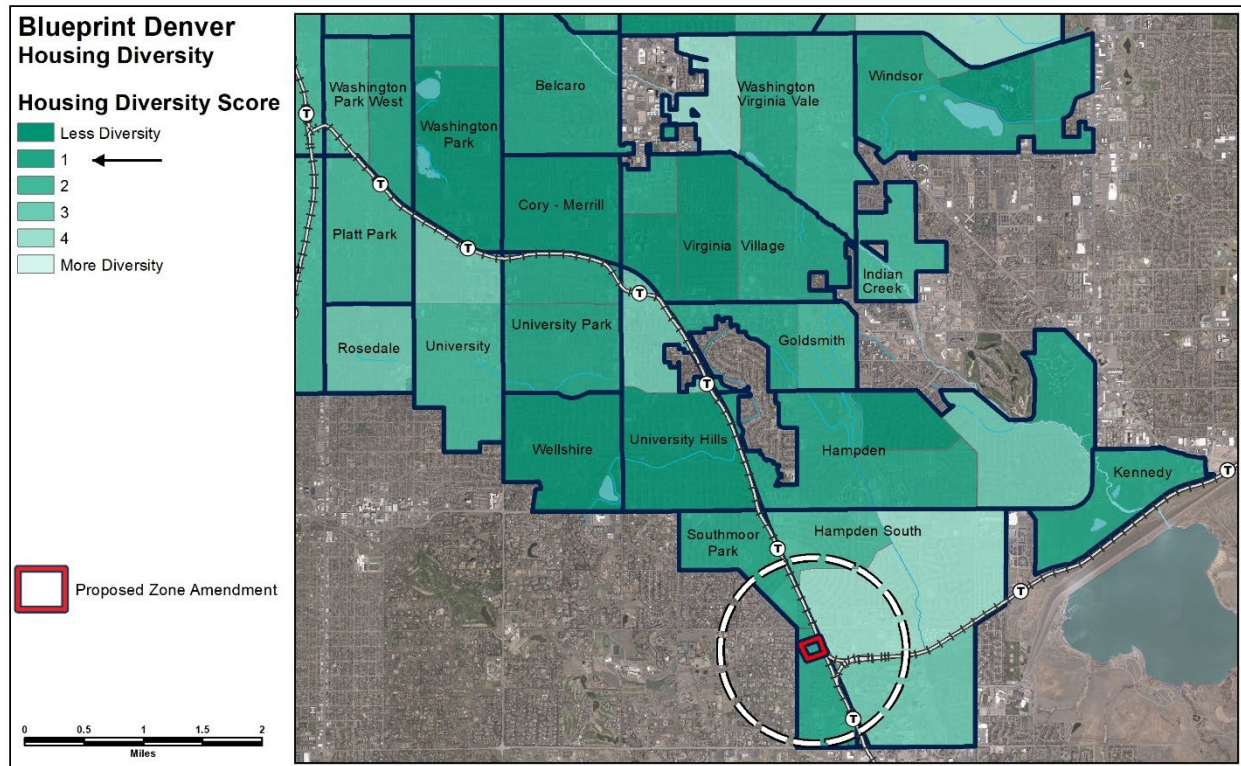 Blueprint Denver
Housing Diversity
Housing Diversity Score
Less Diversity
1
2
3
4
More Diversity
Proposed Zone Amendment
0 0.5 1 1.5 2
Miles
Washington
Park West
Washington
Park
Belcaro
Washington
Virginia Vale
Windsor
Platt Park
Cory - Merrill
Virginia Village
Indian
Creek
Rosedale
University
University Park
Goldsmith
Wellshire
University Hills
Hampden
Kennedy
Southmoor
Park
Hampden South
T
T
T
T
T
T
T
T
T
T